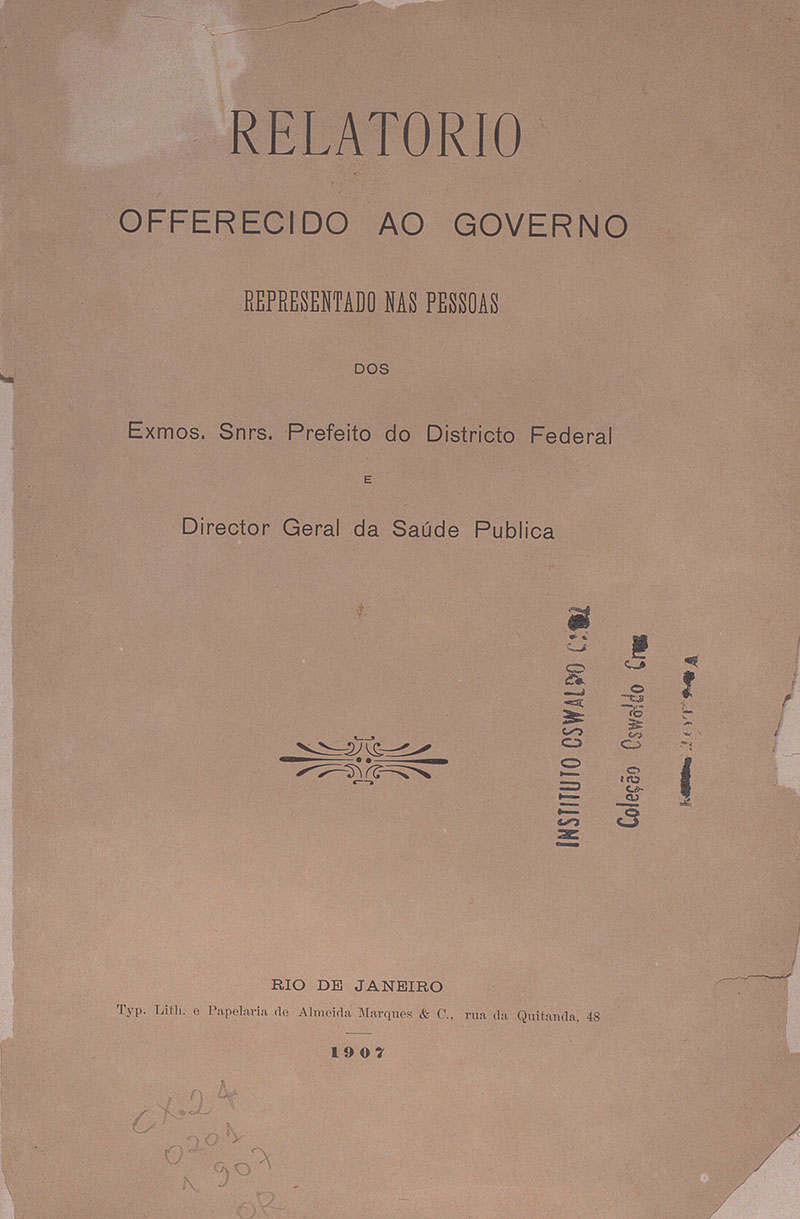 RELATORIO
OFFERECIDO AO GOVERNO
REPRESENTADO NAS PESSOAS
DOS
Exmos. Snrs. Prefeito do Districto Federal
E
Director Geral da Saúde Publica
INSTITUTO OSWALDO
Coleção Oswaldo
RIO DE JANEIRO
Typ. Lith. e Papelaria de Almeida Marques & C., rua da Quitanda, 48
1907
CX.24
0201
1907
OR